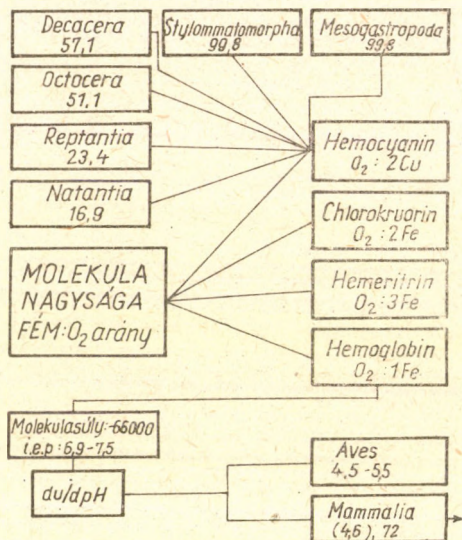 Decacera
57,1
Stylommatomorpha
99,8
Mesogastropoda
99,8
Octocera
51,1
Reptantia
23,4
Hemocyanin
O₂ : 2Cu
Natantia
16,9
Chlorokruorin
O₂ : 2Fe
MOLEKULA
NAGYSÁGA
FÉM:O₂ arány
Hemeritrin
O₂ : 3Fe
Hemoglobin
O₂ : 1Fe
Molekulasúly:-66000
i.e.p : 6,9-7,5
du/dpH
Aves
4,5-5,5
Mammalia
(4,6), 72